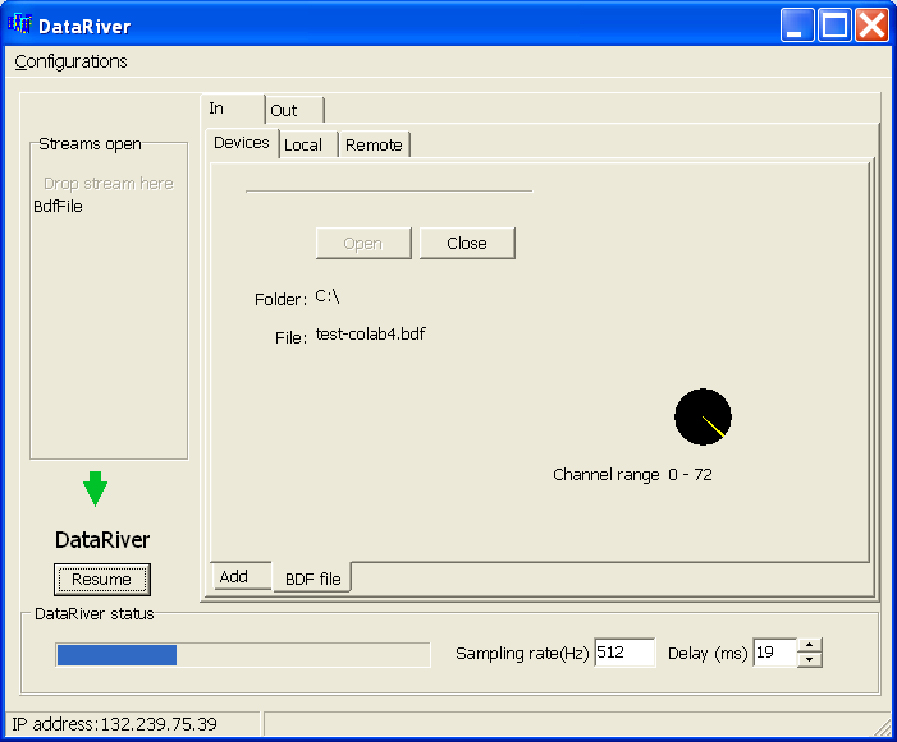 DataRiver
Configurations
In
Out
Devices
Local
Remote
Streams open
Drop stream here
BdfFile
Open
Close
Folder: C:\
File: test-colab4.bdf
Channel range 0 - 72
DataRiver
Resume
Add
BDF file
DataRiver status
Sampling rate(Hz) 512
Delay (ms) 19
IP address:132.239.75.39